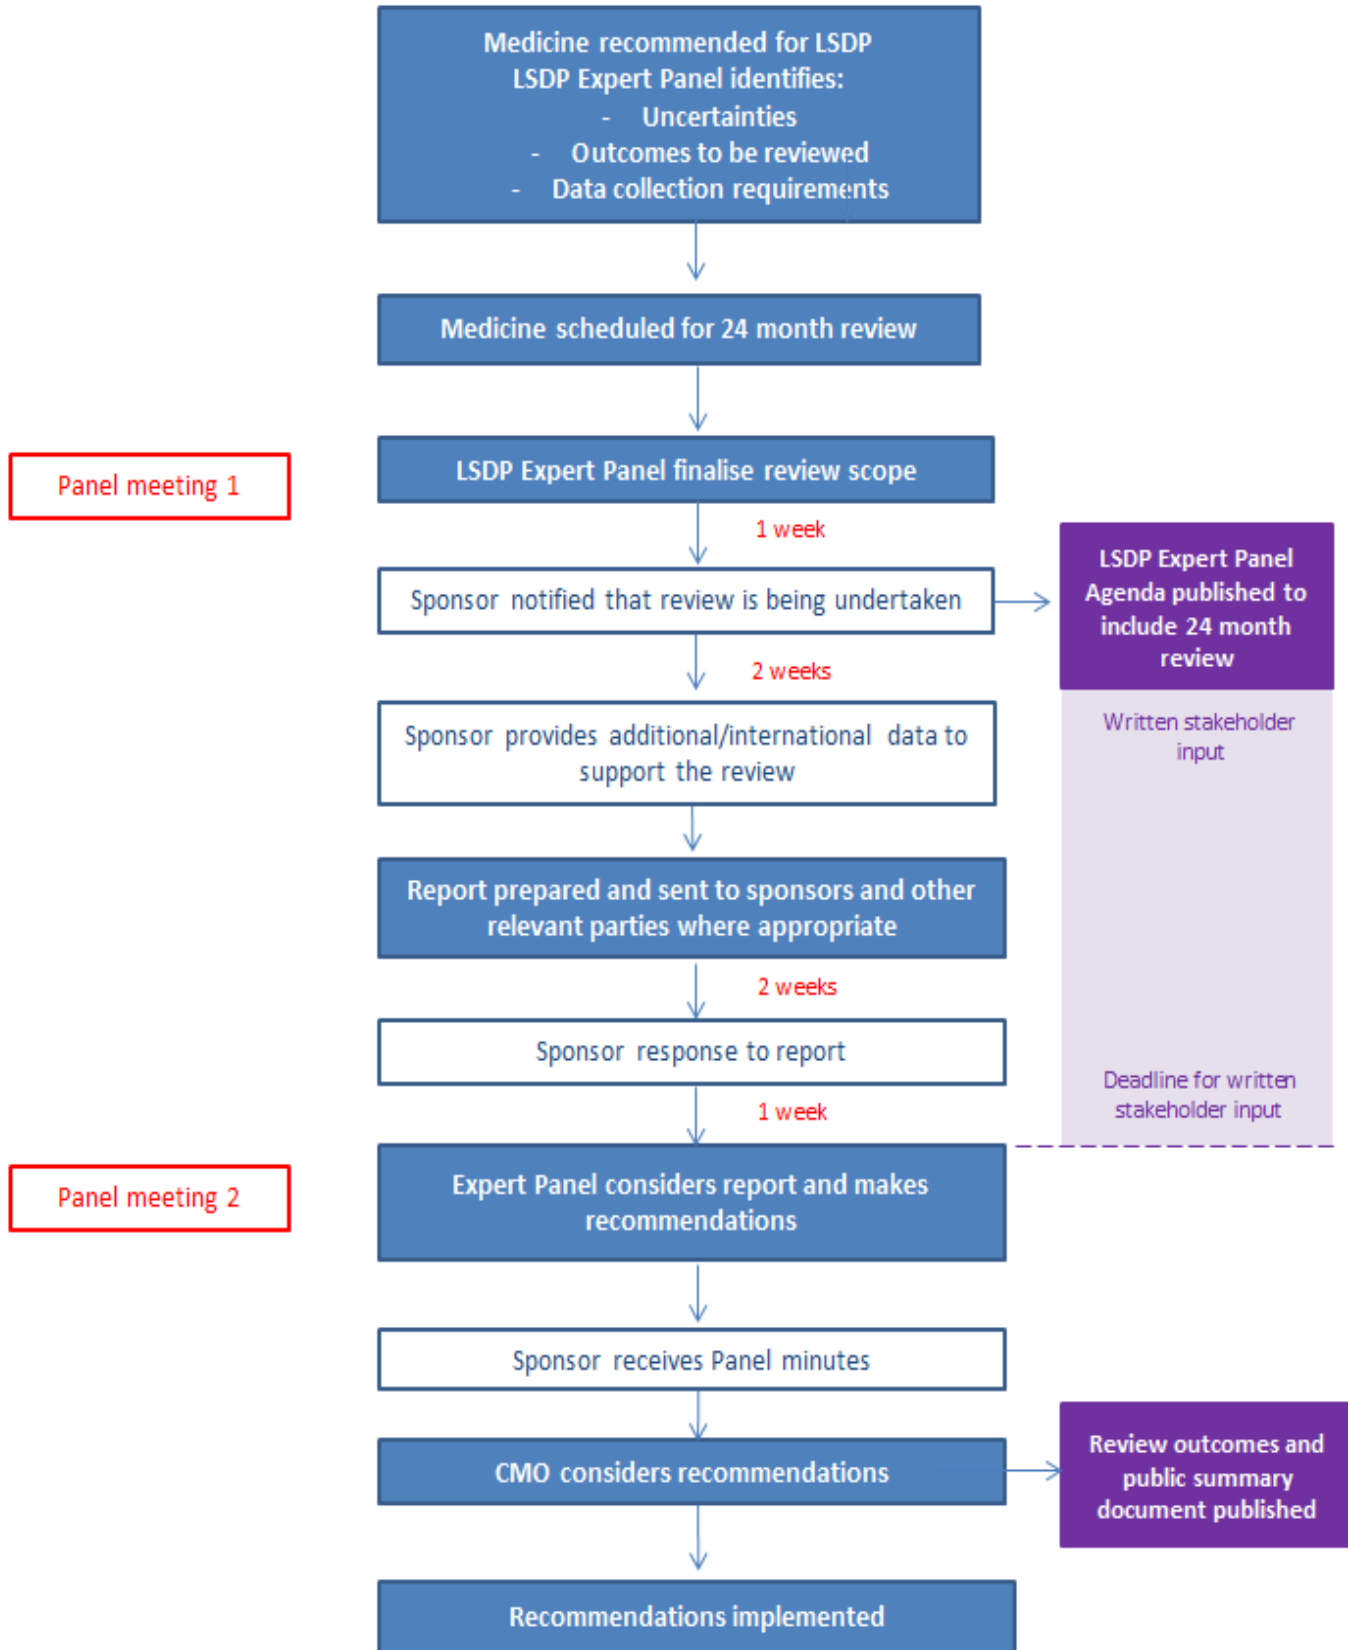 Medicine recommended for LSDP
LSDP Expert Panel identifies:
- Uncertainties
- Outcomes to be reviewed
- Data collection requirements
Medicine scheduled for 24 month review
Panel meeting 1
LSDP Expert Panel finalise review scope
1 week
Sponsor notified that review is being undertaken
LSDP Expert Panel
Agenda published to
include 24 month
review
2 weeks
Written stakeholder
input
Sponsor provides additional/international data to
support the review
Report prepared and sent to sponsors and other
relevant parties where appropriate
2 weeks
Sponsor response to report
Deadline for written
stakeholder input
1 week
Panel meeting 2
Expert Panel considers report and makes
recommendations
Sponsor receives Panel minutes
CMO considers recommendations
Review outcomes and
public summary
document published
Recommendations implemented